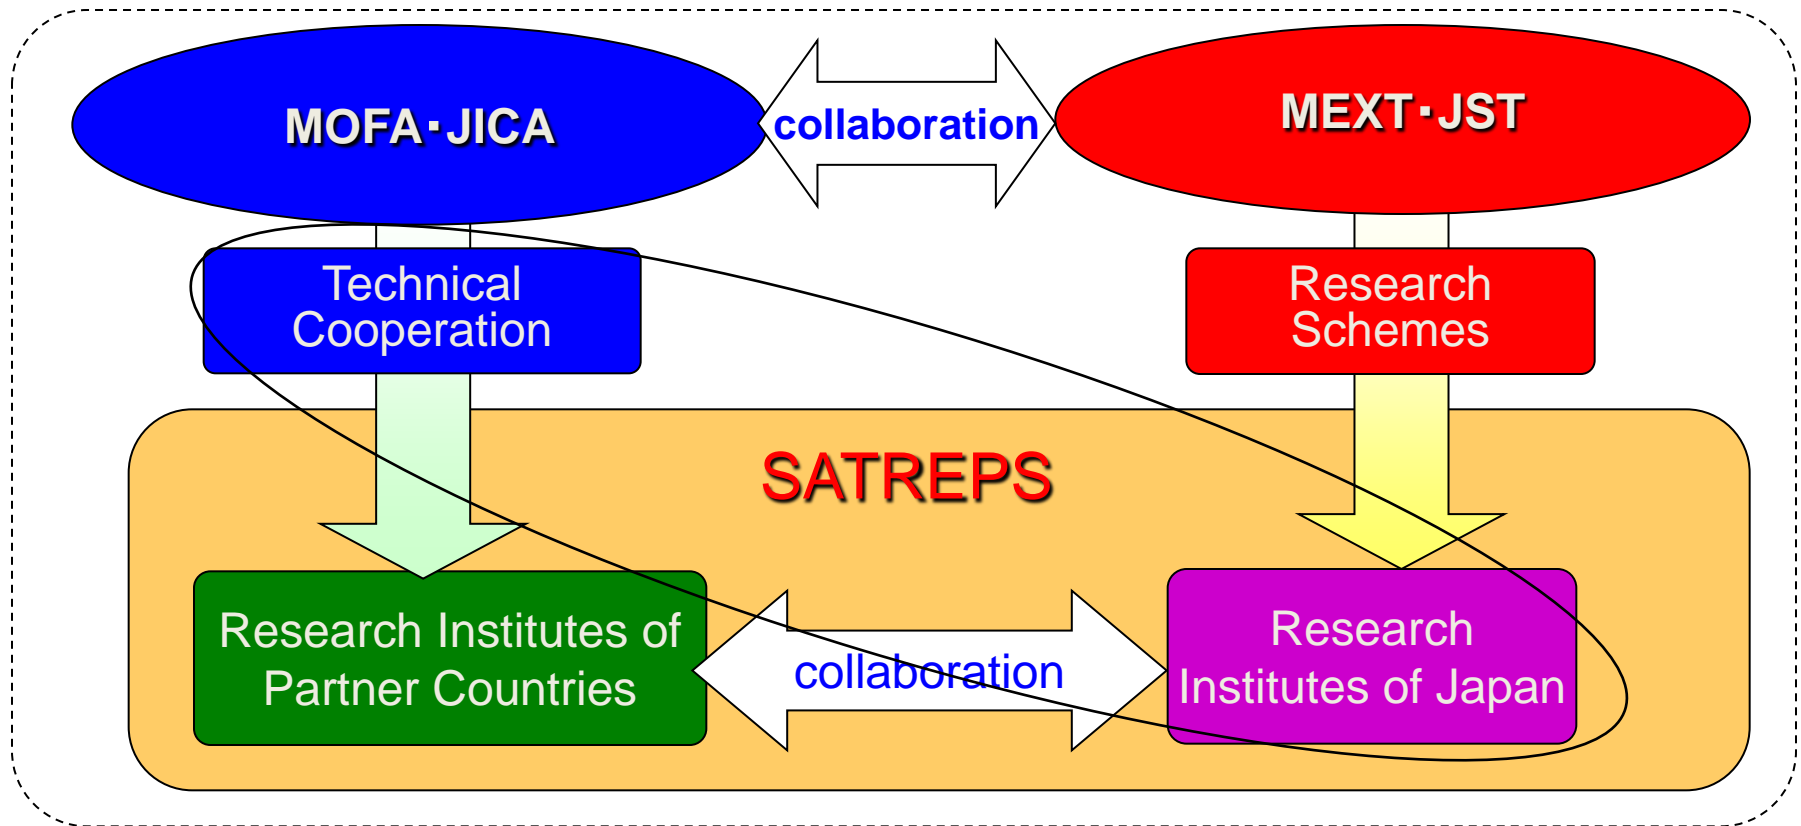 MOFA・JICA
collaboration
MEXT・JST
Technical
Cooperation
Research
Schemes
SATREPS
Research Institutes of
Partner Countries
collaboration
Research
Institutes of Japan